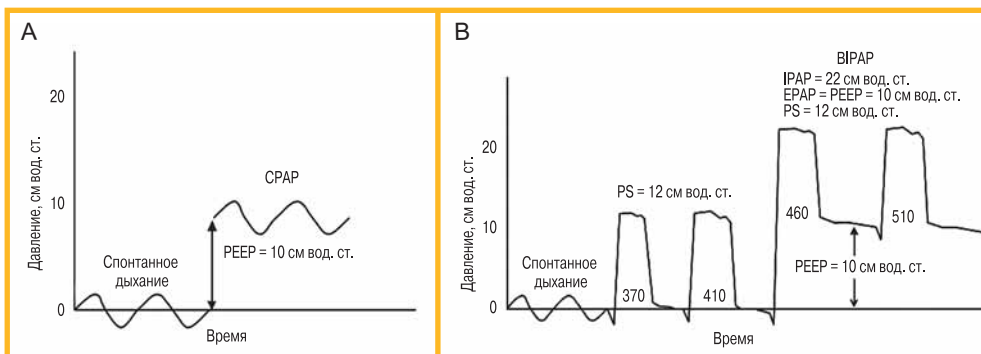 A
Давление, см вод. ст.
20
10
0
CPAP
PEEP = 10 см вод. ст.
Спонтанное
дыхание
Время
B
Давление, см вод. ст.
20
10
0
BIPAP
IPAP = 22 см вод. ст.
EPAP = PEEP = 10 см вод. ст.
PS = 12 см вод. ст.
PS = 12 см вод. ст.
460
510
PEEP = 10 см вод. ст.
Спонтанное
дыхание
370
410
Время